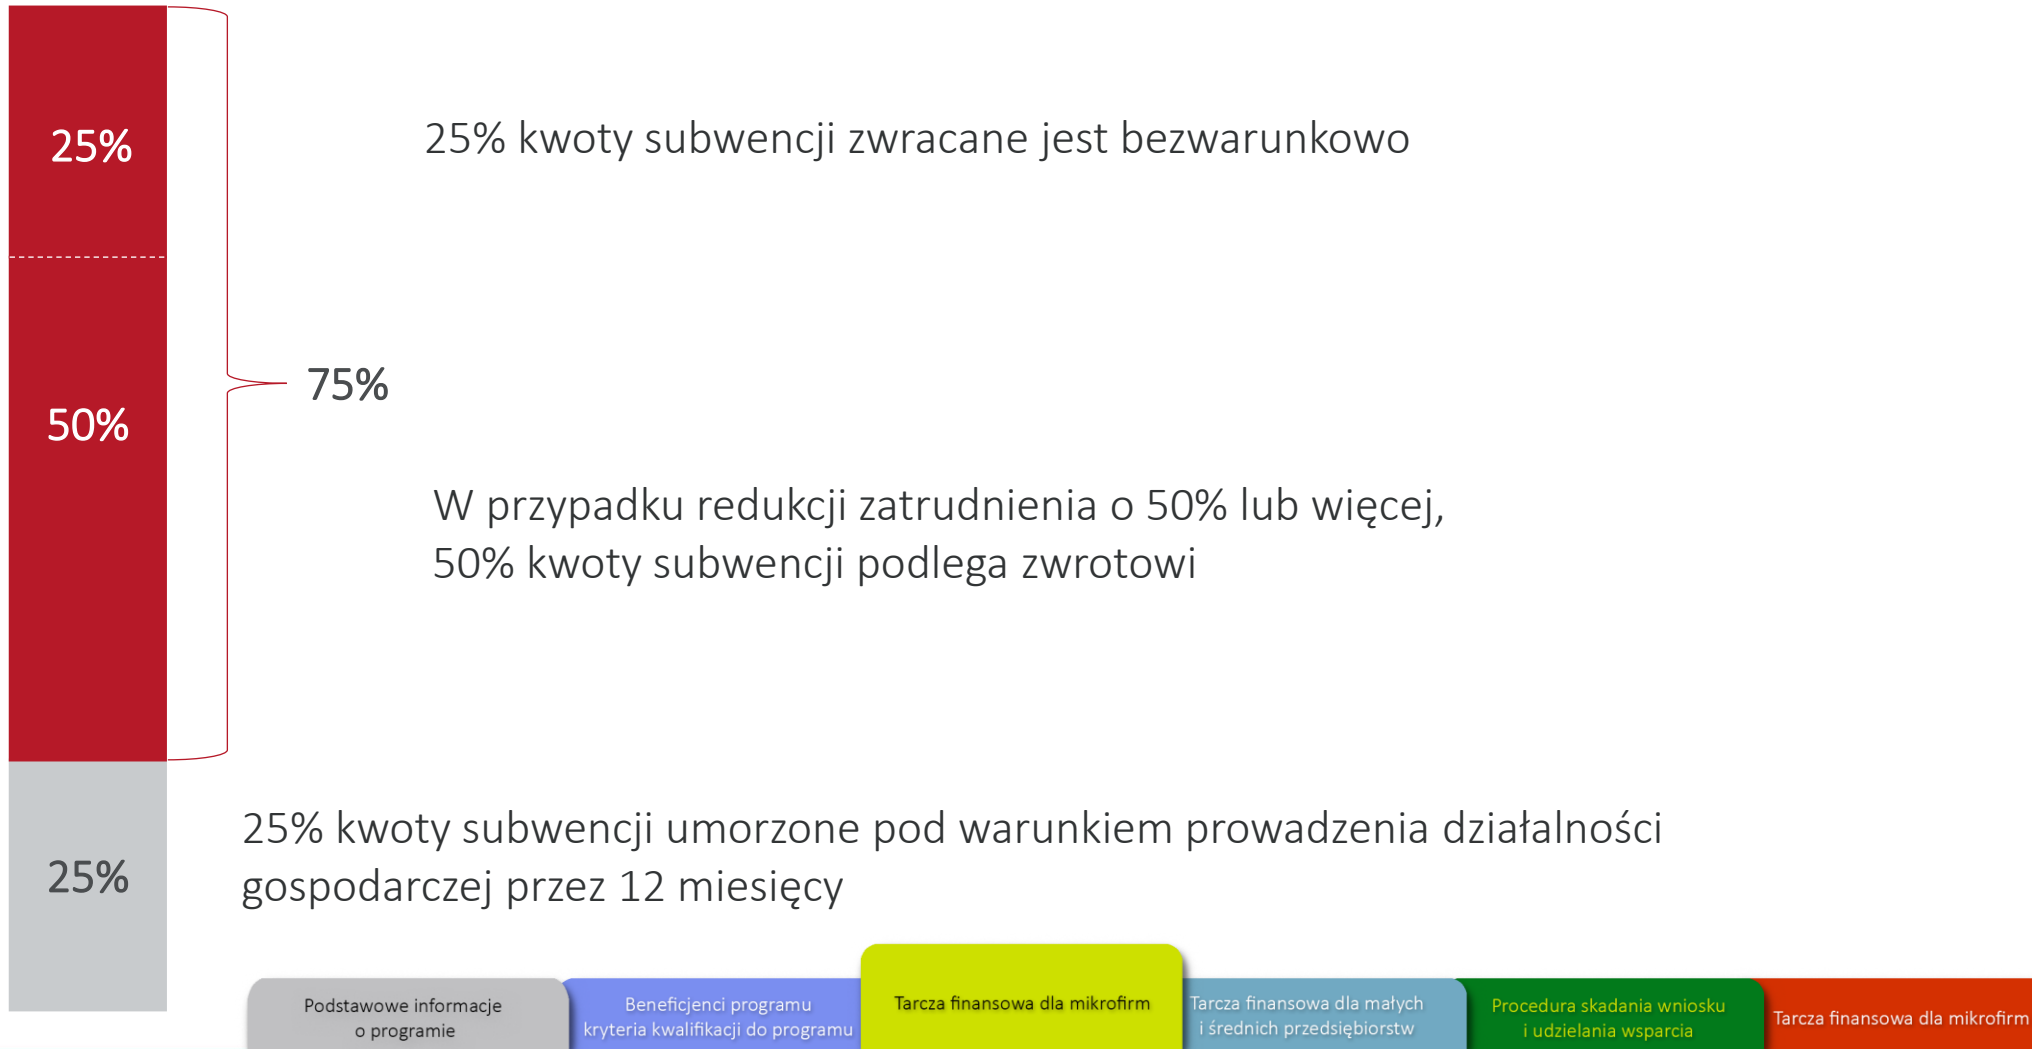 25%
25% kwoty subwencji zwracane jest bezwarunkowo
75%
50%
W przypadku redukcji zatrudnienia o 50% lub więcej,
50% kwoty subwencji podlega zwrotowi
25%
25% kwoty subwencji umorzone pod warunkiem prowadzenia działalności
gospodarczej przez 12 miesięcy
Podstawowe informacje
o programie
Beneficjenci programu
kryteria kwalifikacji do programu
Tarcza finansowa dla mikrofirm
Tarcza finansowa dla małych
i średnich przedsiębiorstw
Procedura skadania wniosku
i udzielania wsparcia
Tarcza finansowa dla mikrofirm